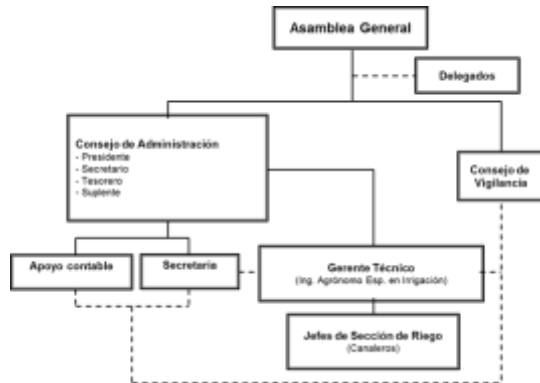 Asamblea General
Delegados
Consejo de Administración
- Presidente
- Secretario
- Tesorero
- Suplente
Consejo de
Vigilancia
Apoyo contable
Secretaria
Gerente Técnico
(Ing. Agrónomo Esp. en Irrigación)
Jefes de Sección de Riego
(Canaleros)